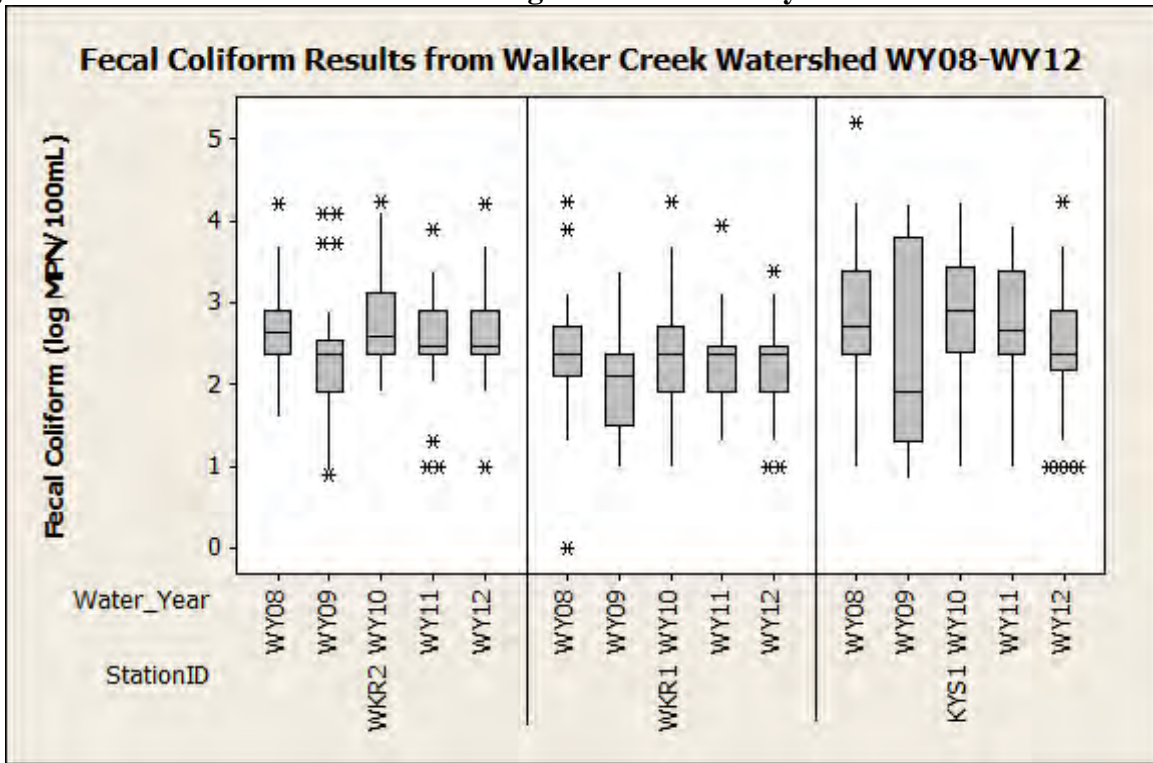 Fecal Coliform Results from Walker Creek Watershed WY08-WY12
Fecal Coliform (log MPN/100mL)
5
4
3
2
1
0
Water_Year
WY08 WY09 WY10 WY11 WY12 WY08 WY09 WY10 WY11 WY12 WY08 WY09 WY10 WY11 WY12
StationID
WKR2 WKR1 KYS1